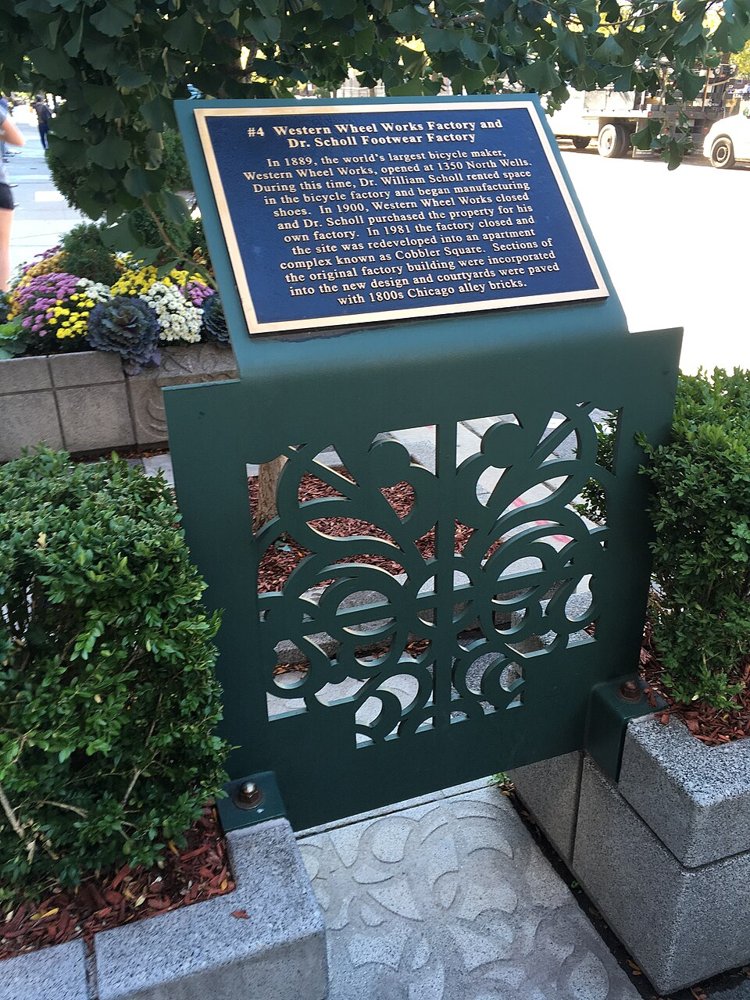 #4 Western Wheel Works Factory and
Dr. Scholl Footwear Factory
In 1889, the world's largest bicycle maker,
Western Wheel Works, opened at 1350 North Wells.
During this time, Dr. William Scholl rented space
in the bicycle factory and began manufacturing
shoes. In 1900, Western Wheel Works closed
and Dr. Scholl purchased the property for his
own factory. In 1981 the factory closed and
the site was redeveloped into an apartment
complex known as Cobbler Square. Sections of
the original factory building were incorporated
into the new design and courtyards were paved
with 1800s Chicago alley bricks.